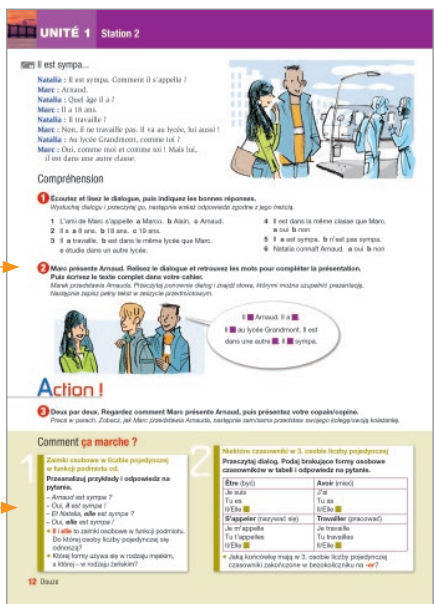 UNITÉ 1 Station 2
Il est sympa...
Natalia : Il est sympa. Comment il s'appelle ?
Marc : Arnaud.
Natalia : Quel âge il a ?
Marc : Il a 18 ans.
Natalia : Il travaille ?
Marc : Non, il ne travaille pas. Il va au lycée, lui aussi !
Natalia : Au lycée Grandmont, comme toi ?
Marc : Oui, comme moi et comme toi ! Mais lui,
il est dans une autre classe.
Compréhension
1 Écoutez et lisez le dialogue, puis indiquez les bonnes réponses.
Wysłuchaj dialogu i przeczytaj go, następnie wskaż odpowiedzi zgodne z jego treścią.
1 L'ami de Marc s'appelle a Marco. b Alain. c Arnaud.
2 Il a a 8 ans. b 18 ans. c 19 ans.
3 Il a travaille. b est dans le même lycée que Marc.
c étudie dans un autre lycée.
4 Il est dans la même classe que Marc.
a oui b non
5 Il a est sympa. b n'est pas sympa.
6 Natalia connaît Arnaud. a oui b non
2 Marc présente Arnaud. Relisez le dialogue et retrouvez les mots pour compléter la présentation.
Puis écrivez le texte complet dans votre cahier.
Marek przedstawia Arnauda. Przeczytaj ponownie dialog i znajdź słowa, którymi można uzupełnić prezentację.
Następnie zapisz pełny tekst w zeszycie przedmiotowym.
Il Arnaud. Il a .
Il au lycée Grandmont. Il est
dans une autre . Il sympa.
Action !
3 Deux par deux. Regardez comment Marc présente Arnaud, puis présentez votre copain/copine.
Praca w parach. Zobacz, jak Marc przedstawia Arnauda, następnie sam/sama przedstaw swojego kolegę/swoją koleżankę.
Comment ça marche ?
1
Zaimki osobowe w liczbie pojedynczej
w funkcji podmiotu cd.
Przeanalizuj przykłady i odpowiedz na
pytania.
– Arnaud est sympa ?
– Oui, il est sympa !
– Et Natalia, elle est sympa ?
– Oui, elle est sympa !
• Il i elle to zaimki osobowe w funkcji podmiotu.
Do której osoby liczby pojedynczej się
odnoszą?
• Której formy używa się w rodzaju męskim,
a której – w rodzaju żeńskim?
2
Niektóre czasowniki w 3. osobie liczby pojedynczej
Przeczytaj dialog. Podaj brakujące formy osobowe
czasowników w tabeli i odpowiedz na pytanie.
Être (być) Avoir (mieć)
Je suis J'ai
Tu es Tu as
Il/Elle Il/Elle
S'appeler (nazywać się) Travailler (pracować)
Je m'appelle Je travaille
Tu t'appelles Tu travailles
Il/Elle Il/Elle
• Jaką końcówkę mają w 3. osobie liczby pojedynczej
czasowniki zakończone w bezokoliczniku na -er?
12 Douze